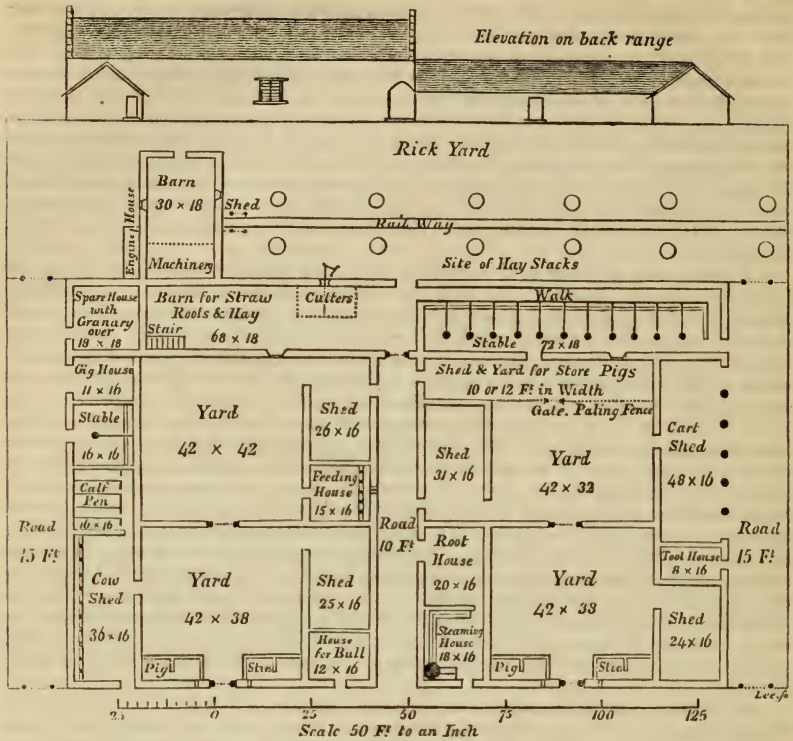 Elevation on back range
Rick Yard
Barn
30 × 18
Engine House
Machinery
Shed
Rail Way
Site of Hay Stacks
Spare House
with
Granary
over
18 × 18
Barn for Straw
Roots & Hay
68 × 18
Stair
Cutters
Walk
Stable 72 × 18
Gig House
11 × 16
Stable
16 × 16
Calf
Pen
16 × 16
Cow
Shed
36 × 16
Road
15 Ft
Yard
42 × 42
Shed
26 × 16
Feeding
House
15 × 16
Yard
42 × 38
Shed
25 × 16
House
for Bull
12 × 16
Pig
Stie
Road
10 Ft
Shed & Yard for Store Pigs
10 or 12 Ft in Width
Gate. Paling Fence
Shed
31 × 16
Yard
42 × 32
Cart
Shed
48 × 16
Root
House
20 × 16
Steaming
House
18 × 16
Yard
42 × 33
Tool House
8 × 16
Shed
24 × 16
Pig
Stie
Road
15 Ft
Lee. fc
25 0 25 50 75 100 125
Scale 50 Ft to an Inch